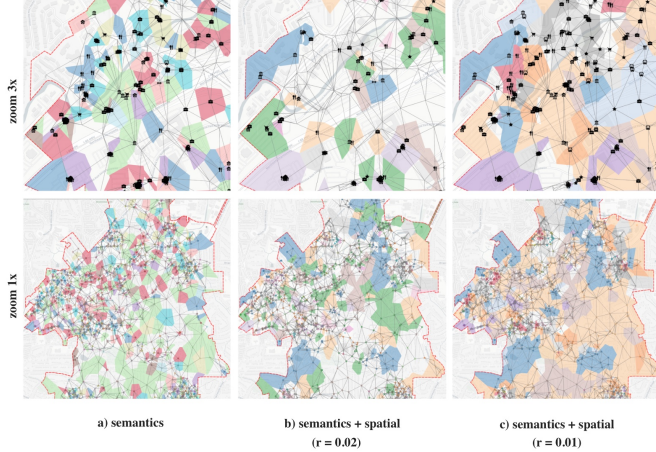 zoom 3x
zoom 1x
a) semantics
b) semantics + spatial
(r = 0.02)
c) semantics + spatial
(r = 0.01)